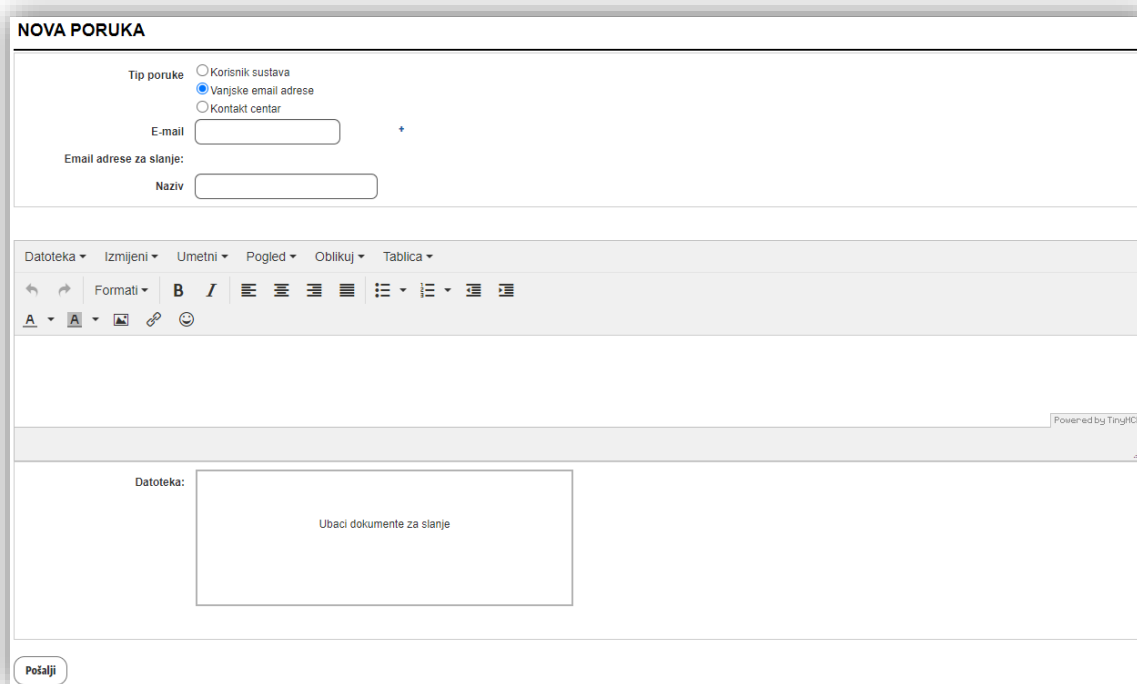 NOVA PORUKA
Tip poruke
Korisnik sustava
Vanjske email adrese
Kontakt centar
E-mail
+
Email adrese za slanje:
Naziv
Datoteka Izmijeni Umetni Pogled Oblikuj Tablica
Formati B I
A A
Powered by TinyMCE
Datoteka:
Ubaci dokumente za slanje
Pošalji